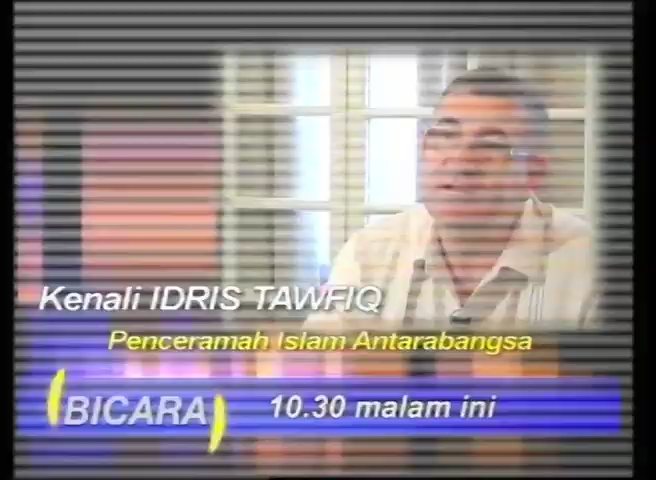 Kenali IDRIS TAWFIQ
Penceramah Islam Antarabangsa
(BICARA) 10.30 malam ini